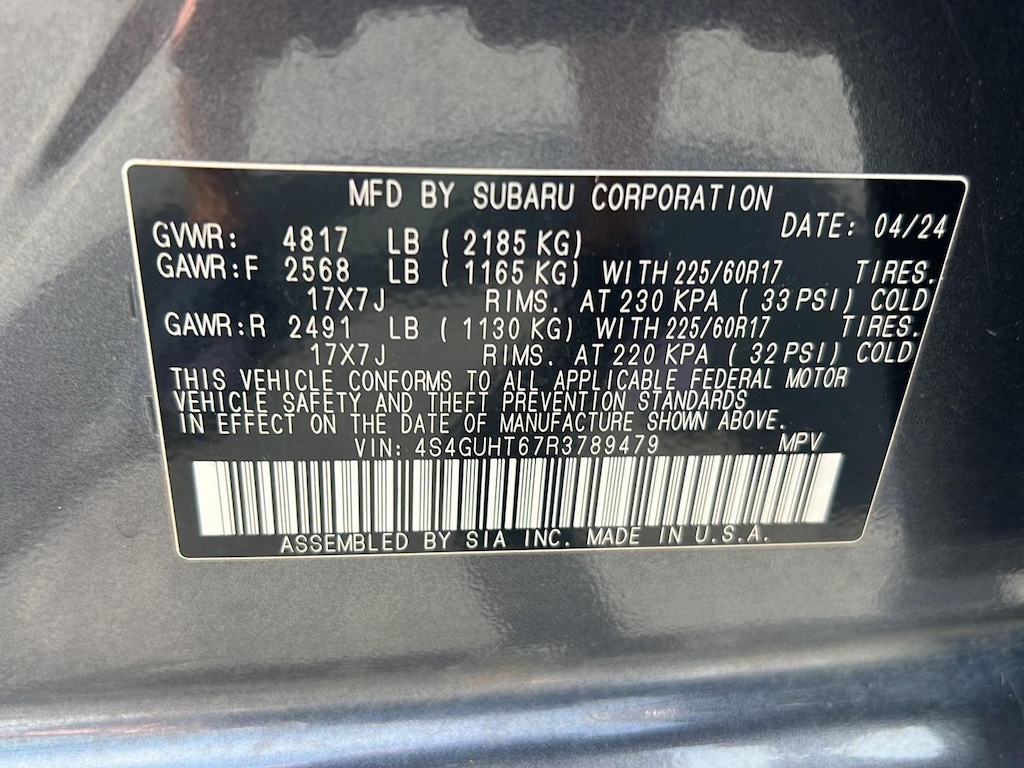 MFD BY SUBARU CORPORATION
DATE: 04/24
GVWR: 4817 LB ( 2185 KG)
GAWR:F 2568 LB ( 1165 KG) WITH 225/60R17 TIRES.
17X7J RIMS. AT 230 KPA ( 33 PSI) COLD
GAWR:R 2491 LB ( 1130 KG) WITH 225/60R17 TIRES.
17X7J RIMS. AT 220 KPA ( 32 PSI) COLD
THIS VEHICLE CONFORMS TO ALL APPLICABLE FEDERAL MOTOR
VEHICLE SAFETY AND THEFT PREVENTION STANDARDS
IN EFFECT ON THE DATE OF MANUFACTURE SHOWN ABOVE.
VIN: 4S4GUHT67R3789479 MPV
ASSEMBLED BY SIA INC. MADE IN U.S.A.